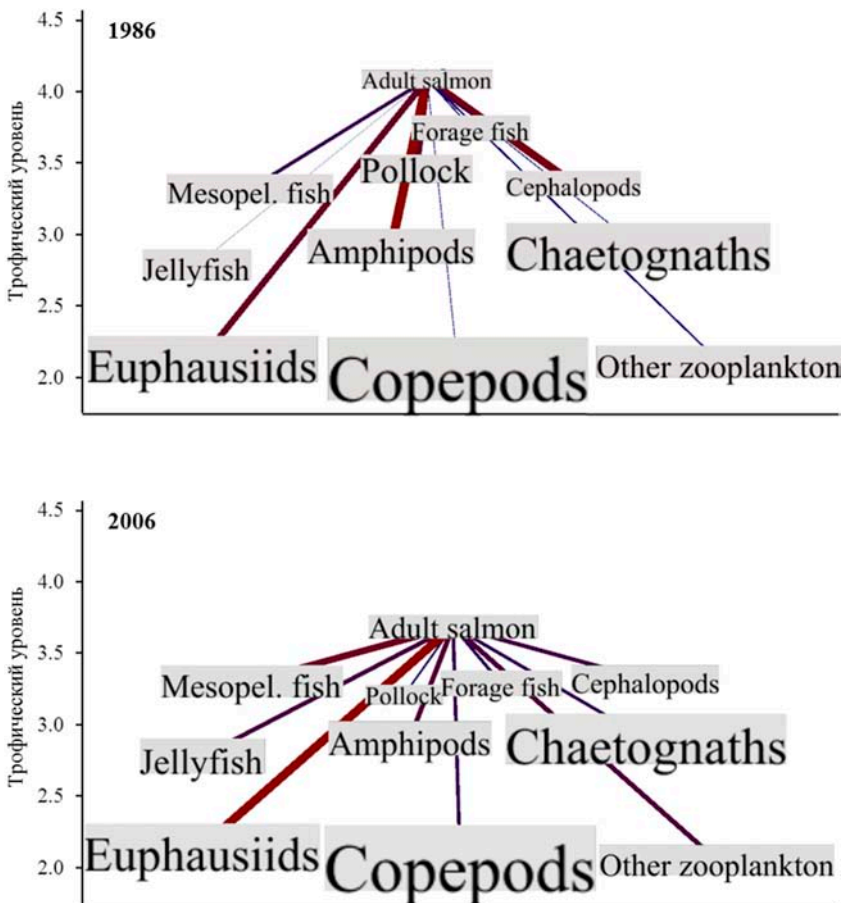 4.5
1986
Adult salmon
4.0
Forage fish
Трофический уровень
3.5
Pollock
Mesopel. fish
Cephalopods
3.0
Amphipods
Chaetognaths
Jellyfish
2.5
Euphausiids
Copepods
Other zooplankton
2.0
4.5
2006
4.0
Adult salmon
Трофический уровень
3.5
Mesopel. fish
Pollock
Forage fish
Cephalopods
3.0
Amphipods
Chaetognaths
Jellyfish
2.5
Euphausiids
Copepods
Other zooplankton
2.0